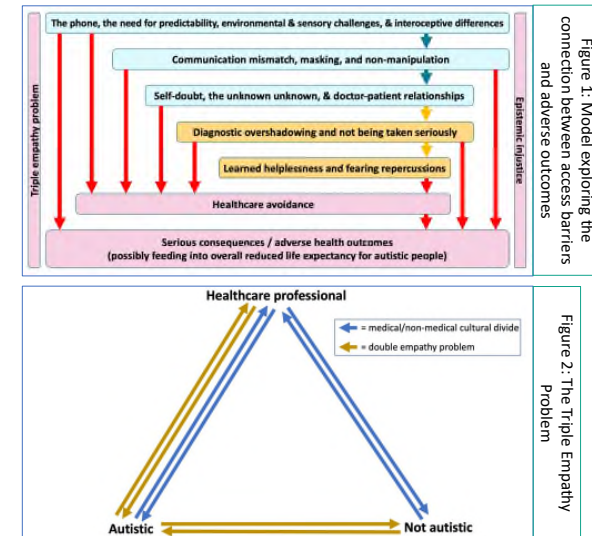 The phone, the need for predictability, environmental & sensory challenges, & interoceptive differences
Communication mismatch, masking, and non-manipulation
Self-doubt, the unknown unknown, & doctor-patient relationships
Diagnostic overshadowing and not being taken seriously
Learned helplessness and fearing repercussions
Healthcare avoidance
Serious consequences / adverse health outcomes
(possibly feeding into overall reduced life expectancy for autistic people)
Triple empathy problem
Epistemic injustice
Figure 1: Model exploring the
connection between access barriers
and adverse outcomes
Healthcare professional
= medical/non-medical cultural divide
= double empathy problem
Autistic
Not autistic
Figure 2: The Triple Empathy
Problem